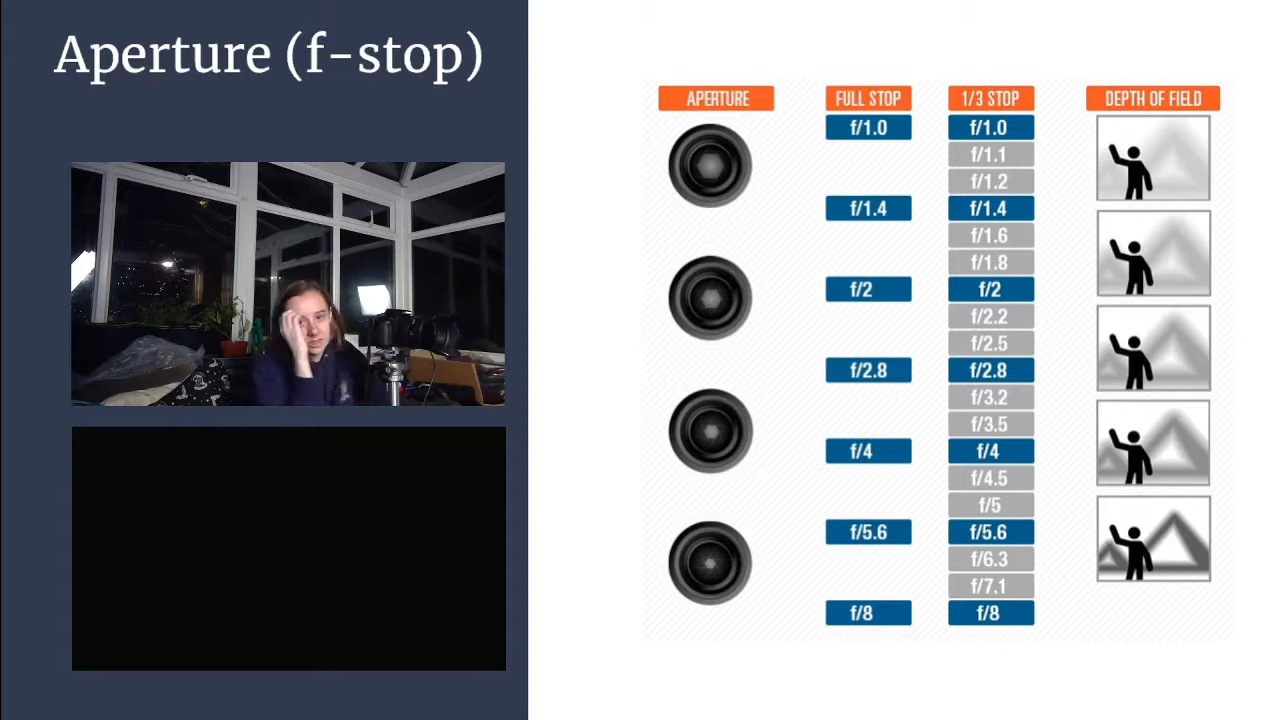 Aperture (f-stop)
APERTURE
FULL STOP
1/3 STOP
DEPTH OF FIELD
f/1.0
f/1.4
f/2
f/2.8
f/4
f/5.6
f/8
f/1.0
f/1.1
f/1.2
f/1.4
f/1.6
f/1.8
f/2
f/2.2
f/2.5
f/2.8
f/3.2
f/3.5
f/4
f/4.5
f/5
f/5.6
f/6.3
f/7.1
f/8